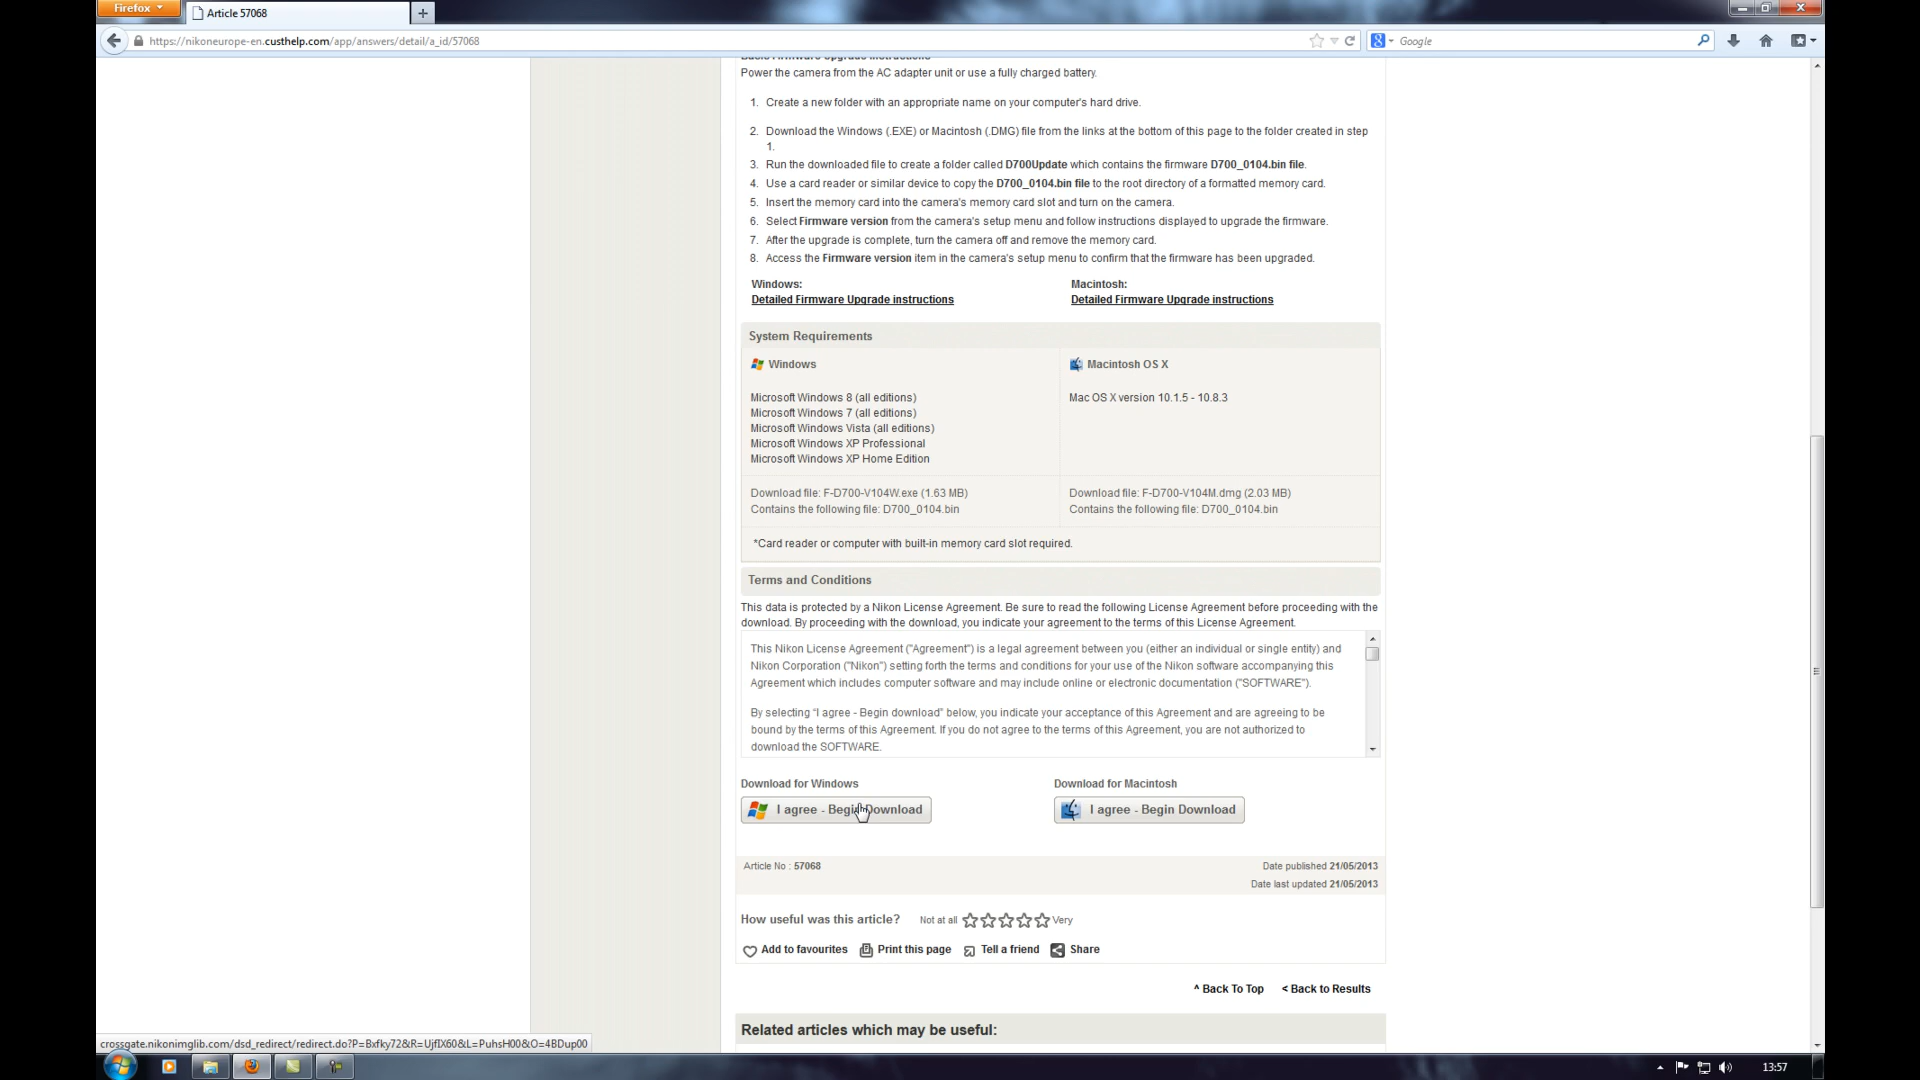 Firefox
Article 57068
https://nikoneurope-en.custhelp.com/app/answers/detail/a_id/57068
Google
Basic Firmware Upgrade Instructions
Power the camera from the AC adapter unit or use a fully charged battery.
1. Create a new folder with an appropriate name on your computer's hard drive.
2. Download the Windows (.EXE) or Macintosh (.DMG) file from the links at the bottom of this page to the folder created in step
1.
3. Run the downloaded file to create a folder called D700Update which contains the firmware D700_0104.bin file.
4. Use a card reader or similar device to copy the D700_0104.bin file to the root directory of a formatted memory card.
5. Insert the memory card into the camera's memory card slot and turn on the camera.
6. Select Firmware version from the camera's setup menu and follow instructions displayed to upgrade the firmware.
7. After the upgrade is complete, turn the camera off and remove the memory card.
8. Access the Firmware version item in the camera's setup menu to confirm that the firmware has been upgraded.
Windows:
Detailed Firmware Upgrade instructions
Macintosh:
Detailed Firmware Upgrade instructions
System Requirements
Windows
Microsoft Windows 8 (all editions)
Microsoft Windows 7 (all editions)
Microsoft Windows Vista (all editions)
Microsoft Windows XP Professional
Microsoft Windows XP Home Edition
Macintosh OS X
Mac OS X version 10.1.5 - 10.8.3
Download file: F-D700-V104W.exe (1.63 MB)
Contains the following file: D700_0104.bin
Download file: F-D700-V104M.dmg (2.03 MB)
Contains the following file: D700_0104.bin
*Card reader or computer with built-in memory card slot required.
Terms and Conditions
This data is protected by a Nikon License Agreement. Be sure to read the following License Agreement before proceeding with the
download. By proceeding with the download, you indicate your agreement to the terms of this License Agreement.
This Nikon License Agreement ("Agreement") is a legal agreement between you (either an individual or single entity) and
Nikon Corporation ("Nikon") setting forth the terms and conditions for your use of the Nikon software accompanying this
Agreement which includes computer software and may include online or electronic documentation ("SOFTWARE").
By selecting “I agree - Begin download” below, you indicate your acceptance of this Agreement and are agreeing to be
bound by the terms of this Agreement. If you do not agree to the terms of this Agreement, you are not authorized to
download the SOFTWARE.
Download for Windows
I agree - Begin Download
Download for Macintosh
I agree - Begin Download
Article No : 57068
Date published 21/05/2013
Date last updated 21/05/2013
How useful was this article? Not at all Very
Add to favourites Print this page Tell a friend Share
^ Back To Top < Back to Results
Related articles which may be useful:
crossgate.nikonimglib.com/dsd_redirect/redirect.do?P=Bxfky72&R=UjfIX60&L=PuhsH00&O=4BDup00
13:57